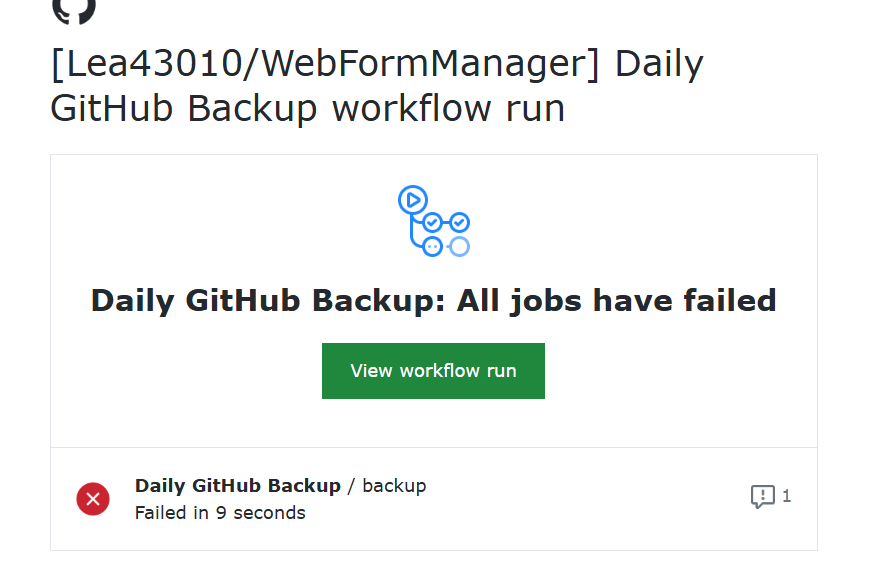 [Lea43010/WebFormManager] Daily
GitHub Backup workflow run
Daily GitHub Backup: All jobs have failed
View workflow run
Daily GitHub Backup / backup
Failed in 9 seconds
1